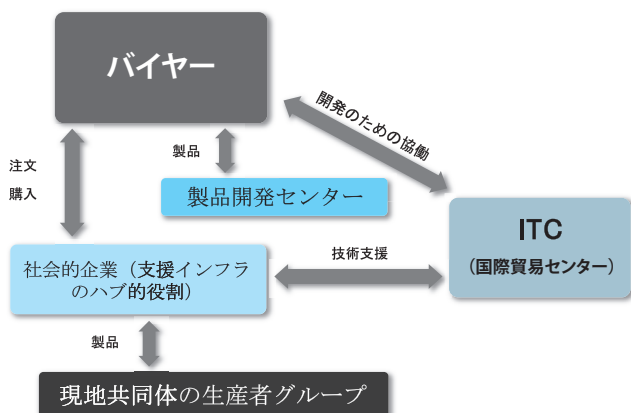 バイヤー
開発のための協働
注文
購入
製品
製品開発センター
ITC
（国際貿易センター）
社会的企業（支援インフラ
のハブ的役割）
技術支援
製品
現地共同体の生産者グループ